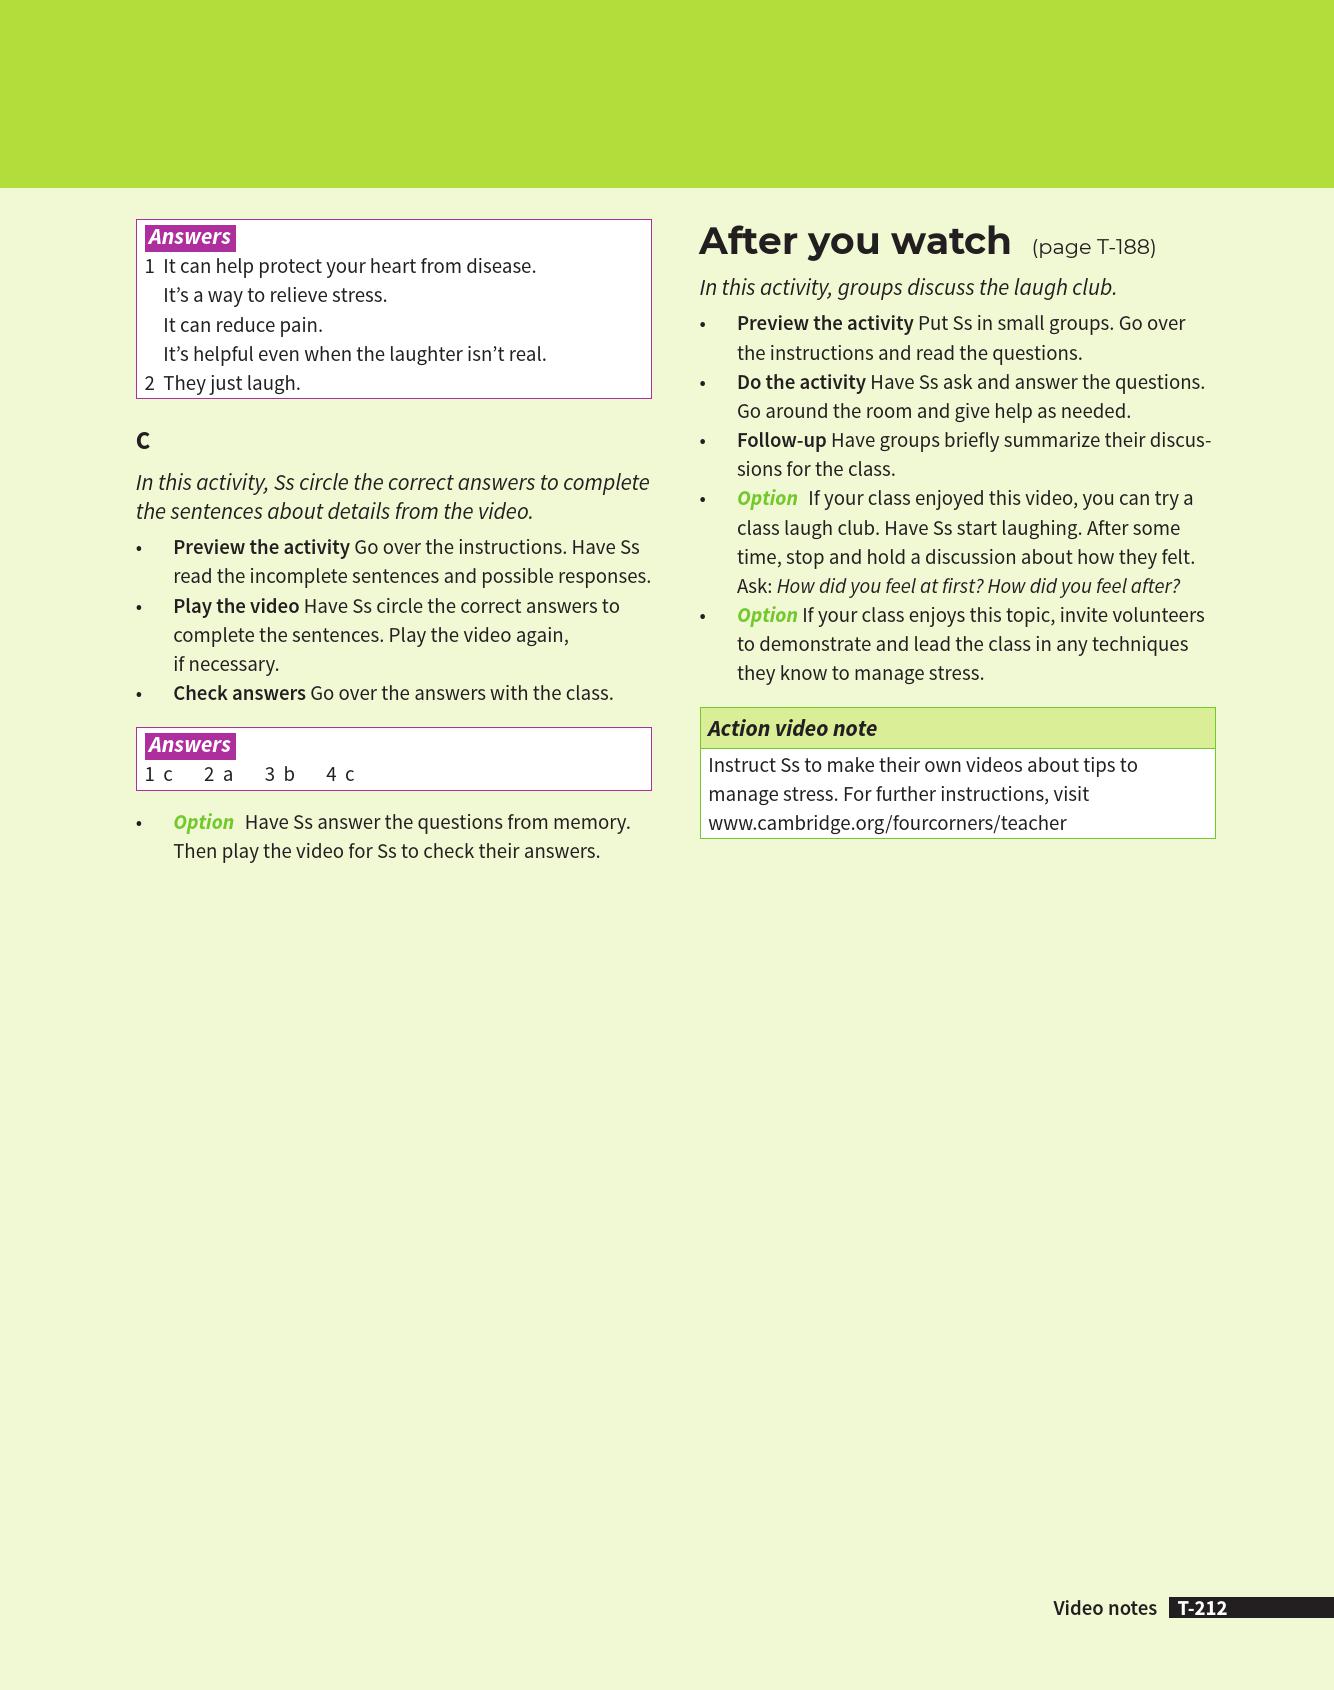 Answers
1 It can help protect your heart from disease.
It’s a way to relieve stress.
It can reduce pain.
It’s helpful even when the laughter isn’t real.
2 They just laugh.
C
In this activity, Ss circle the correct answers to complete
the sentences about details from the video.
• Preview the activity Go over the instructions. Have Ss
read the incomplete sentences and possible responses.
• Play the video Have Ss circle the correct answers to
complete the sentences. Play the video again,
if necessary.
• Check answers Go over the answers with the class.
Answers
1 c 2 a 3 b 4 c
• Option Have Ss answer the questions from memory.
Then play the video for Ss to check their answers.
After you watch (page T-188)
In this activity, groups discuss the laugh club.
• Preview the activity Put Ss in small groups. Go over
the instructions and read the questions.
• Do the activity Have Ss ask and answer the questions.
Go around the room and give help as needed.
• Follow-up Have groups briefly summarize their discus-
sions for the class.
• Option If your class enjoyed this video, you can try a
class laugh club. Have Ss start laughing. After some
time, stop and hold a discussion about how they felt.
Ask: How did you feel at first? How did you feel after?
• Option If your class enjoys this topic, invite volunteers
to demonstrate and lead the class in any techniques
they know to manage stress.
Action video note
Instruct Ss to make their own videos about tips to
manage stress. For further instructions, visit
www.cambridge.org/fourcorners/teacher
Video notes T-212